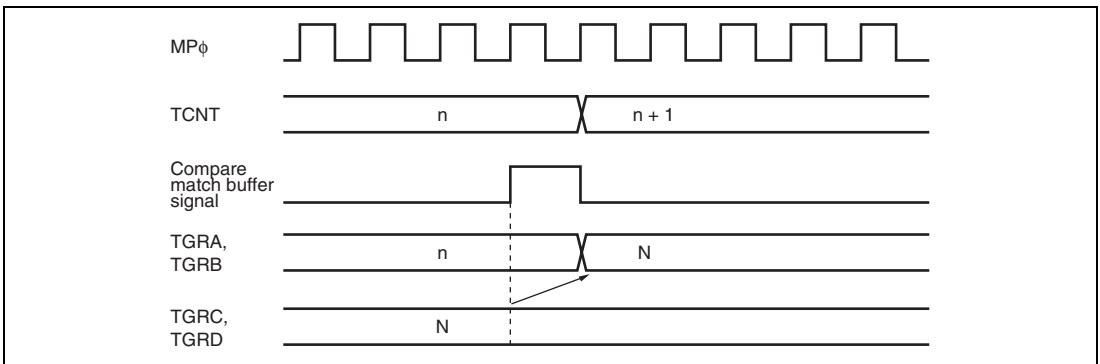 MPϕ
TCNT
n
n + 1
Compare
match buffer
signal
TGRA,
TGRB
n
N
TGRC,
TGRD
N